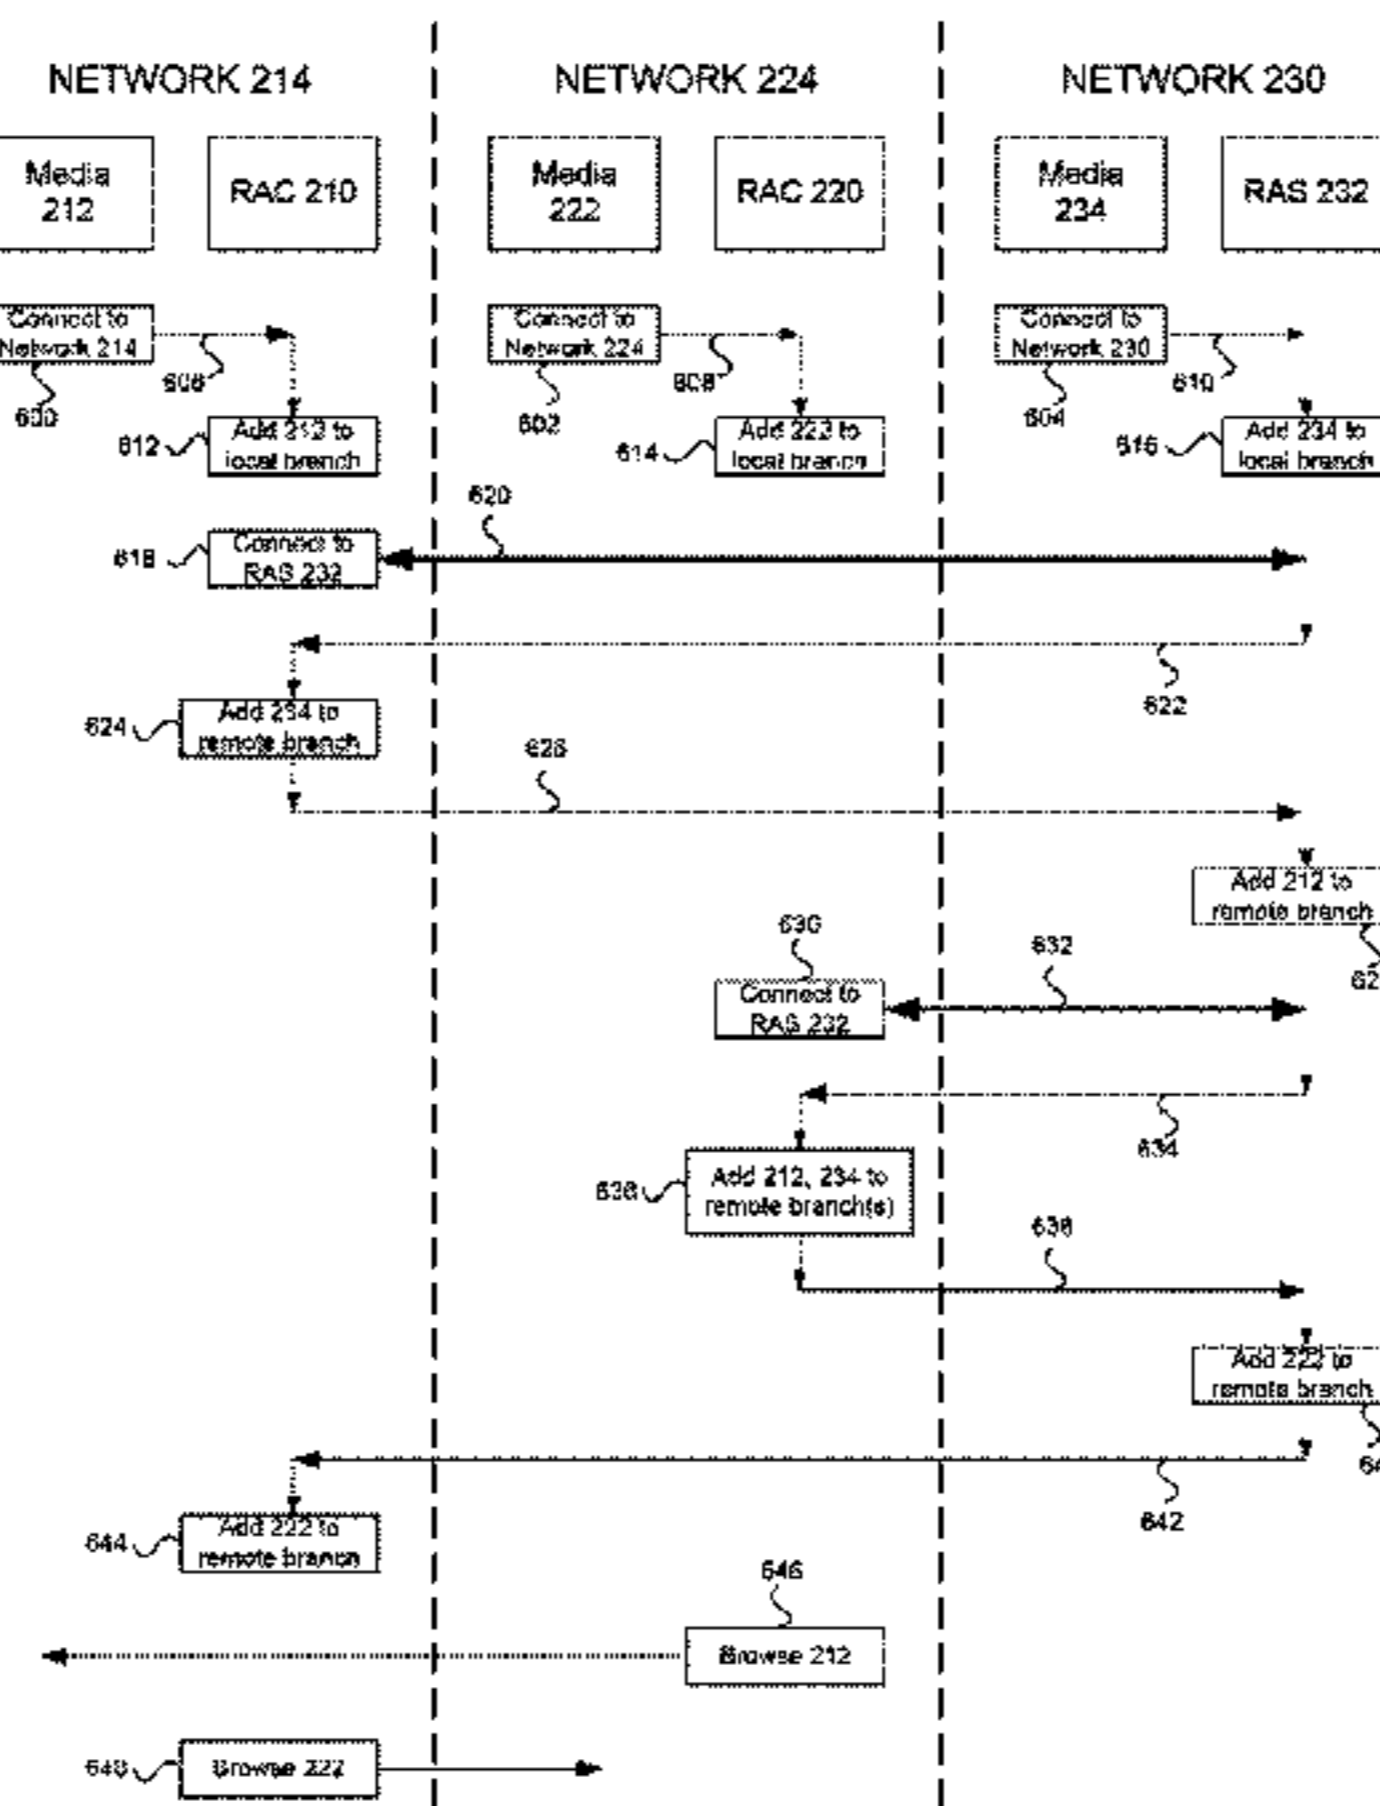 NETWORK 214
NETWORK 224
NETWORK 230
Media
212
RAC 210
Media
222
RAC 220
Media
234
RAS 232
Connect to
Network 214
Connect to
Network 224
Connect to
Network 230
606
608
610
600
602
604
612
Add 212 to
local branch
614
Add 222 to
local branch
616
Add 234 to
local branch
620
618
Connect to
RAS 232
622
624
Add 234 to
remote branch
626
Add 212 to
remote branch
630
632
Connect to
RAS 232
634
636
Add 212, 234 to
remote branch(s)
638
Add 222 to
remote branch
642
644
Add 222 to
remote branch
646
Browse 212
648
Browse 222